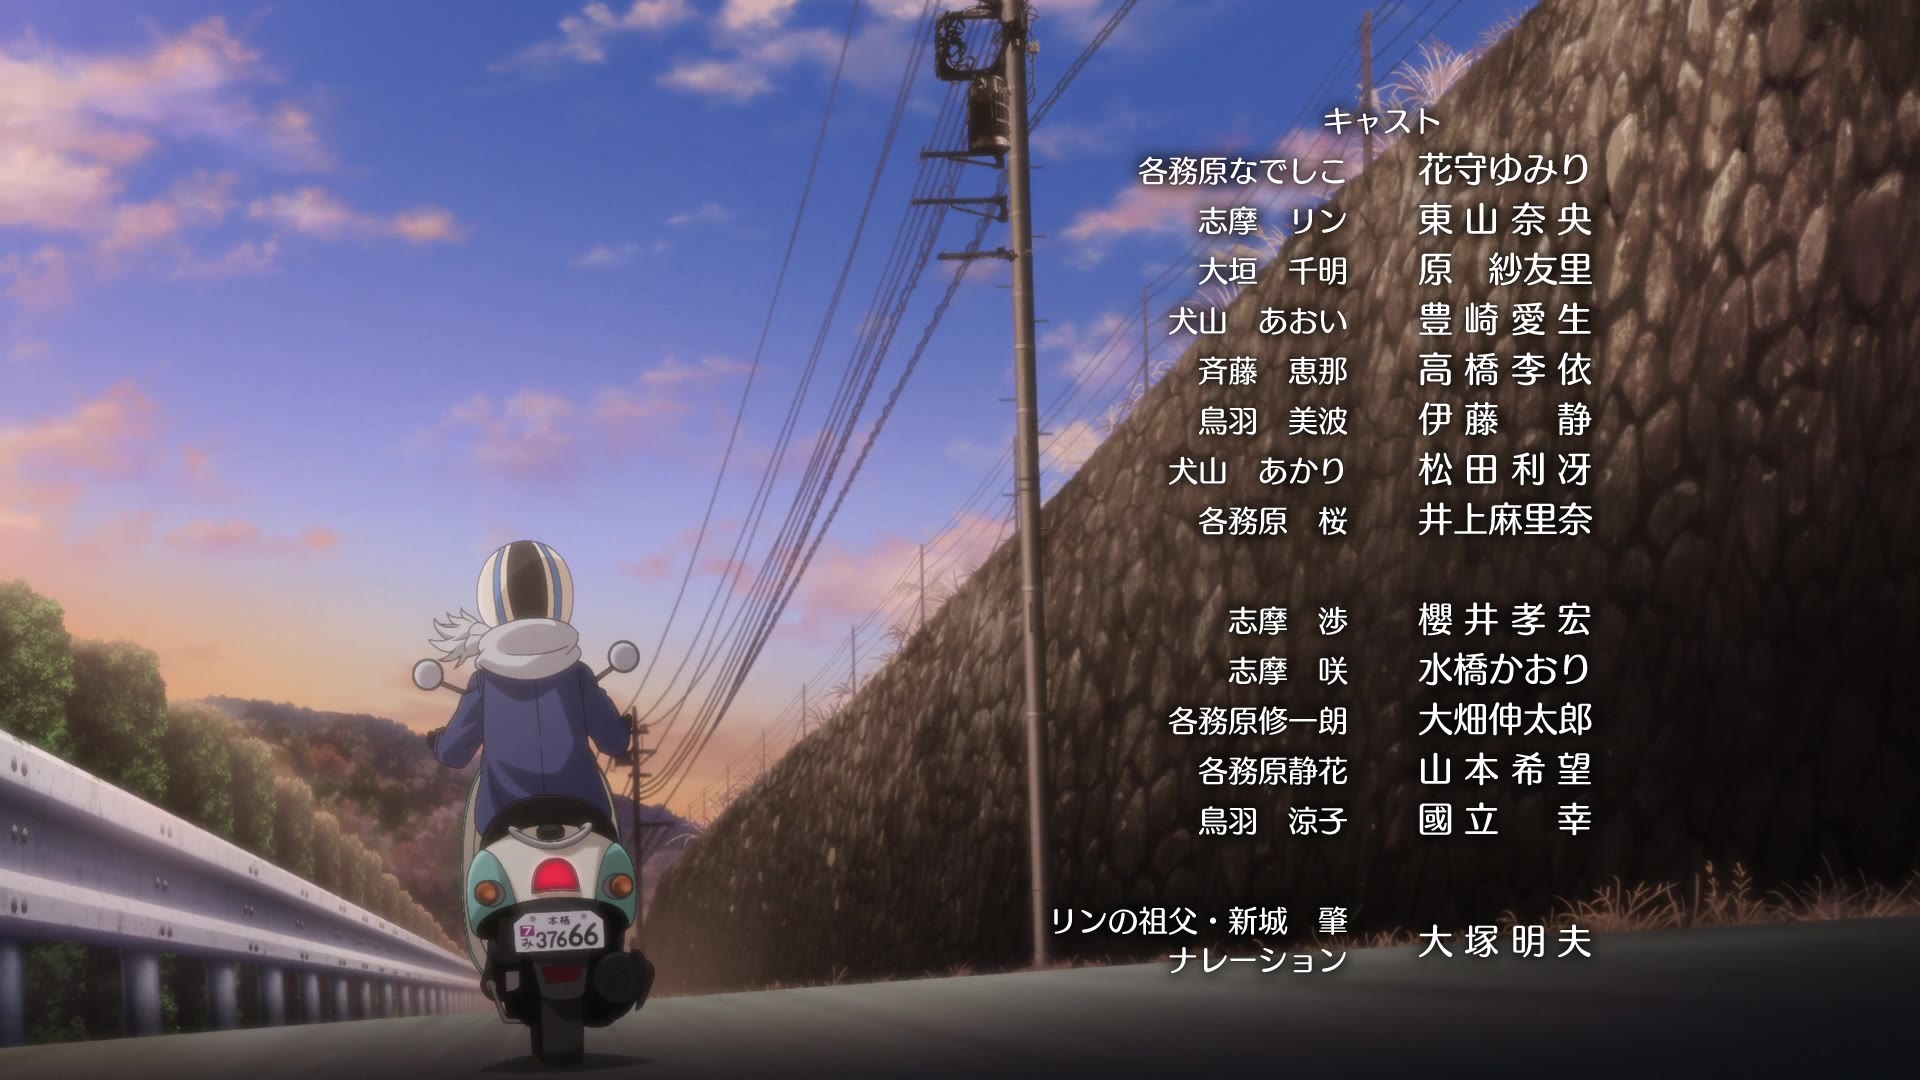 キャスト
各務原なでしこ 花守ゆみり
志摩 リン 東山奈央
大垣 千明 原 紗友里
犬山 あおい 豊崎愛生
斉藤 恵那 高橋李依
鳥羽 美波 伊藤 静
犬山 あかり 松田利冴
各務原 桜 井上麻里奈
志摩 渉 櫻井孝宏
志摩 咲 水橋かおり
各務原修一朗 大畑伸太郎
各務原静花 山本希望
鳥羽 涼子 國立 幸
リンの祖父・新城 肇
ナレーション 大塚明夫
本栖
7 み 37666